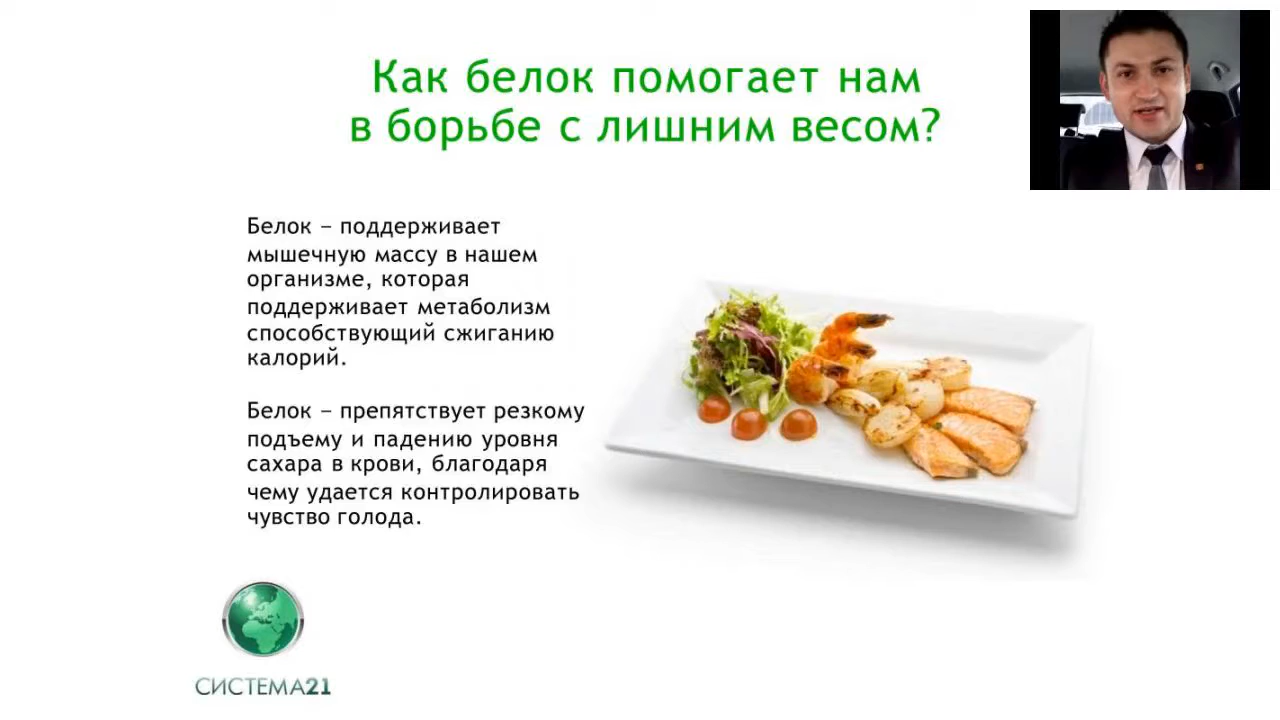 Как белок помогает нам
в борьбе с лишним весом?
Белок – поддерживает
мышечную массу в нашем
организме, которая
поддерживает метаболизм
способствующий сжиганию
калорий.
Белок – препятствует резкому
подъему и падению уровня
сахара в крови, благодаря
чему удается контролировать
чувство голода.
СИСТЕМА21